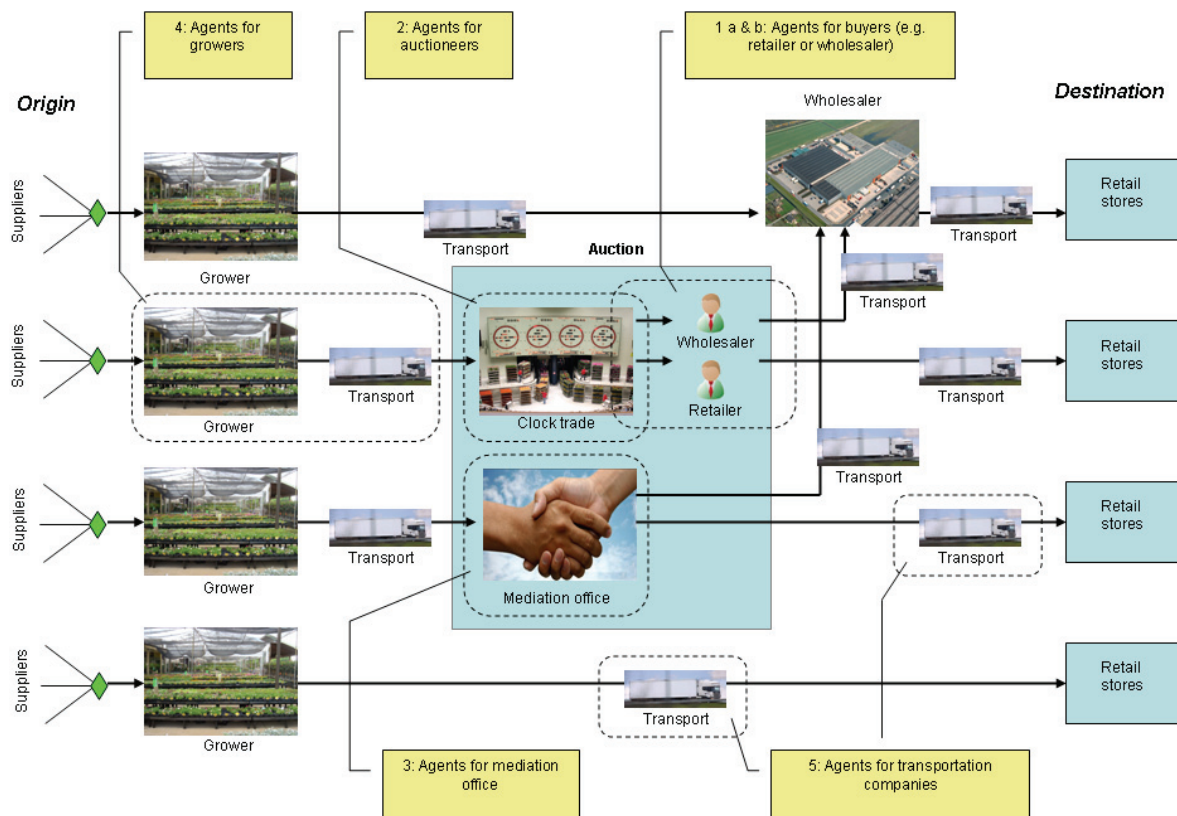 4: Agents for
growers
2: Agents for
auctioneers
1 a & b: Agents for buyers (e.g.
retailer or wholesaler)
Origin
Wholesaler
Destination
Suppliers
Grower
Transport
Transport
Retail
stores
Auction
Transport
Suppliers
Grower
Transport
Clock trade
Wholesaler
Retailer
Transport
Retail
stores
Transport
Suppliers
Grower
Transport
Mediation office
Transport
Retail
stores
Suppliers
Grower
Transport
Retail
stores
3: Agents for mediation
office
5: Agents for transportation
companies